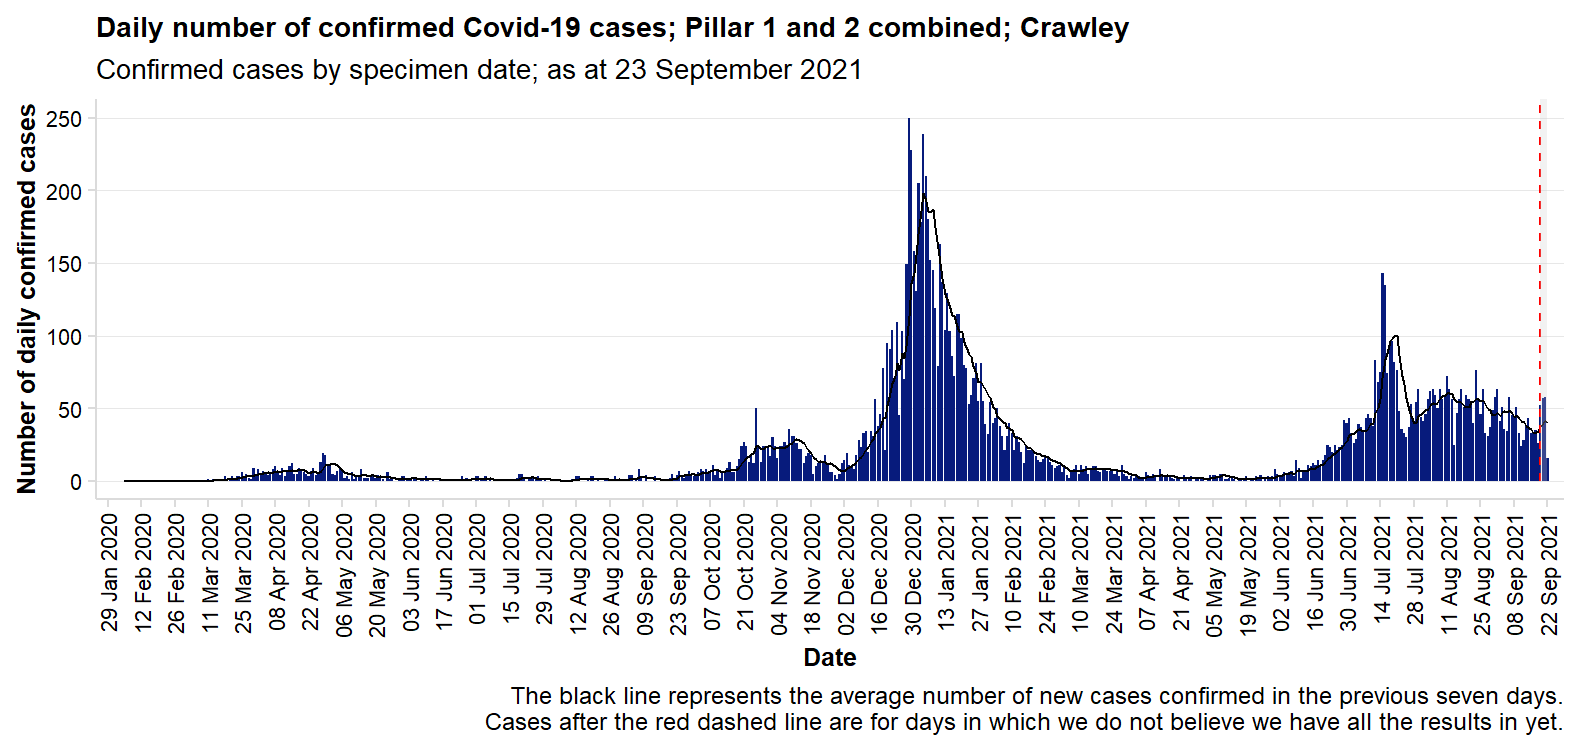 Daily number of confirmed Covid-19 cases; Pillar 1 and 2 combined; Crawley
Confirmed cases by specimen date; as at 23 September 2021
Number of daily confirmed cases
250
200
150
100
50
0
29 Jan 2020
12 Feb 2020
26 Feb 2020
11 Mar 2020
25 Mar 2020
08 Apr 2020
22 Apr 2020
06 May 2020
20 May 2020
03 Jun 2020
17 Jun 2020
01 Jul 2020
15 Jul 2020
29 Jul 2020
12 Aug 2020
26 Aug 2020
09 Sep 2020
23 Sep 2020
07 Oct 2020
21 Oct 2020
04 Nov 2020
18 Nov 2020
02 Dec 2020
16 Dec 2020
30 Dec 2020
13 Jan 2021
27 Jan 2021
10 Feb 2021
24 Feb 2021
10 Mar 2021
24 Mar 2021
07 Apr 2021
21 Apr 2021
05 May 2021
19 May 2021
02 Jun 2021
16 Jun 2021
30 Jun 2021
14 Jul 2021
28 Jul 2021
11 Aug 2021
25 Aug 2021
08 Sep 2021
22 Sep 2021
Date
The black line represents the average number of new cases confirmed in the previous seven days.
Cases after the red dashed line are for days in which we do not believe we have all the results in yet.